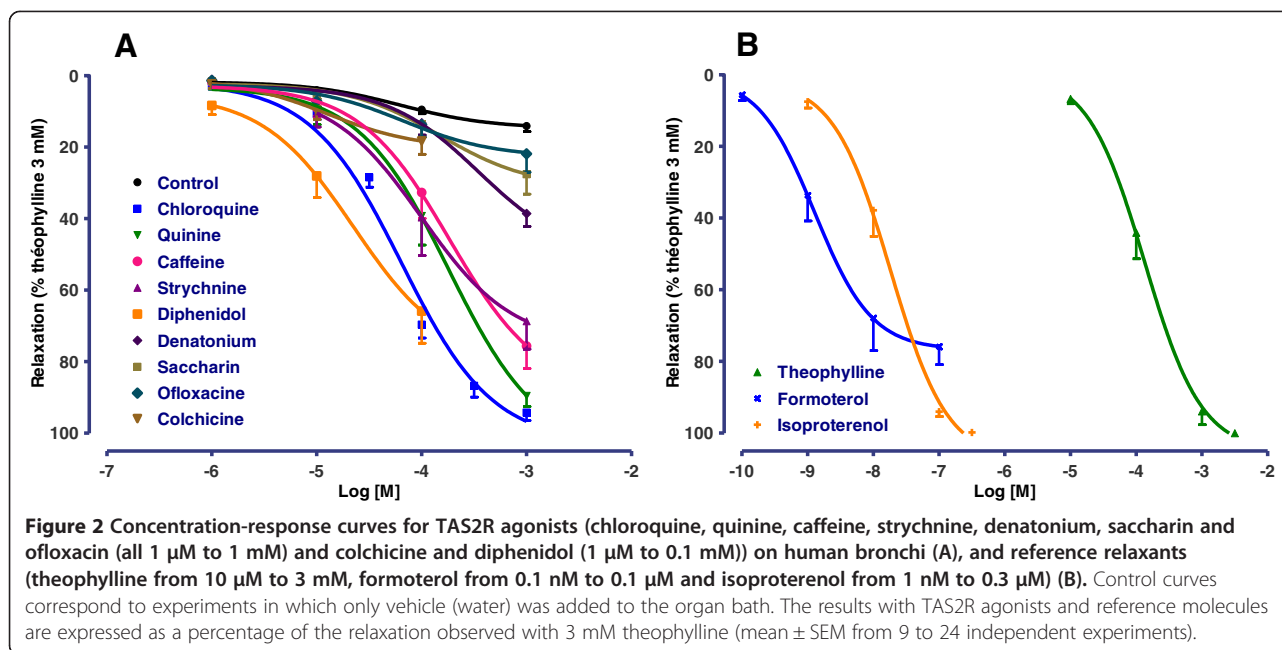 A
B
Relaxation (% théophylline 3 mM)
0
20
40
60
80
100
Control
Chloroquine
Quinine
Caffeine
Strychnine
Diphenidol
Denatonium
Saccharin
Ofloxacine
Colchicine
-7 -6 -5 -4 -3 -2
Log [M]
Relaxation (% théophylline 3 mM)
0
20
40
60
80
100
Theophylline
Formoterol
Isoproterenol
-10 -9 -8 -7 -6 -5 -4 -3 -2
Log [M]
Figure 2 Concentration-response curves for TAS2R agonists (chloroquine, quinine, caffeine, strychnine, denatonium, saccharin and
ofloxacin (all 1 μM to 1 mM) and colchicine and diphenidol (1 μM to 0.1 mM)) on human bronchi (A), and reference relaxants
(theophylline from 10 μM to 3 mM, formoterol from 0.1 nM to 0.1 μM and isoproterenol from 1 nM to 0.3 μM) (B). Control curves
correspond to experiments in which only vehicle (water) was added to the organ bath. The results with TAS2R agonists and reference molecules
are expressed as a percentage of the relaxation observed with 3 mM theophylline (mean ± SEM from 9 to 24 independent experiments).